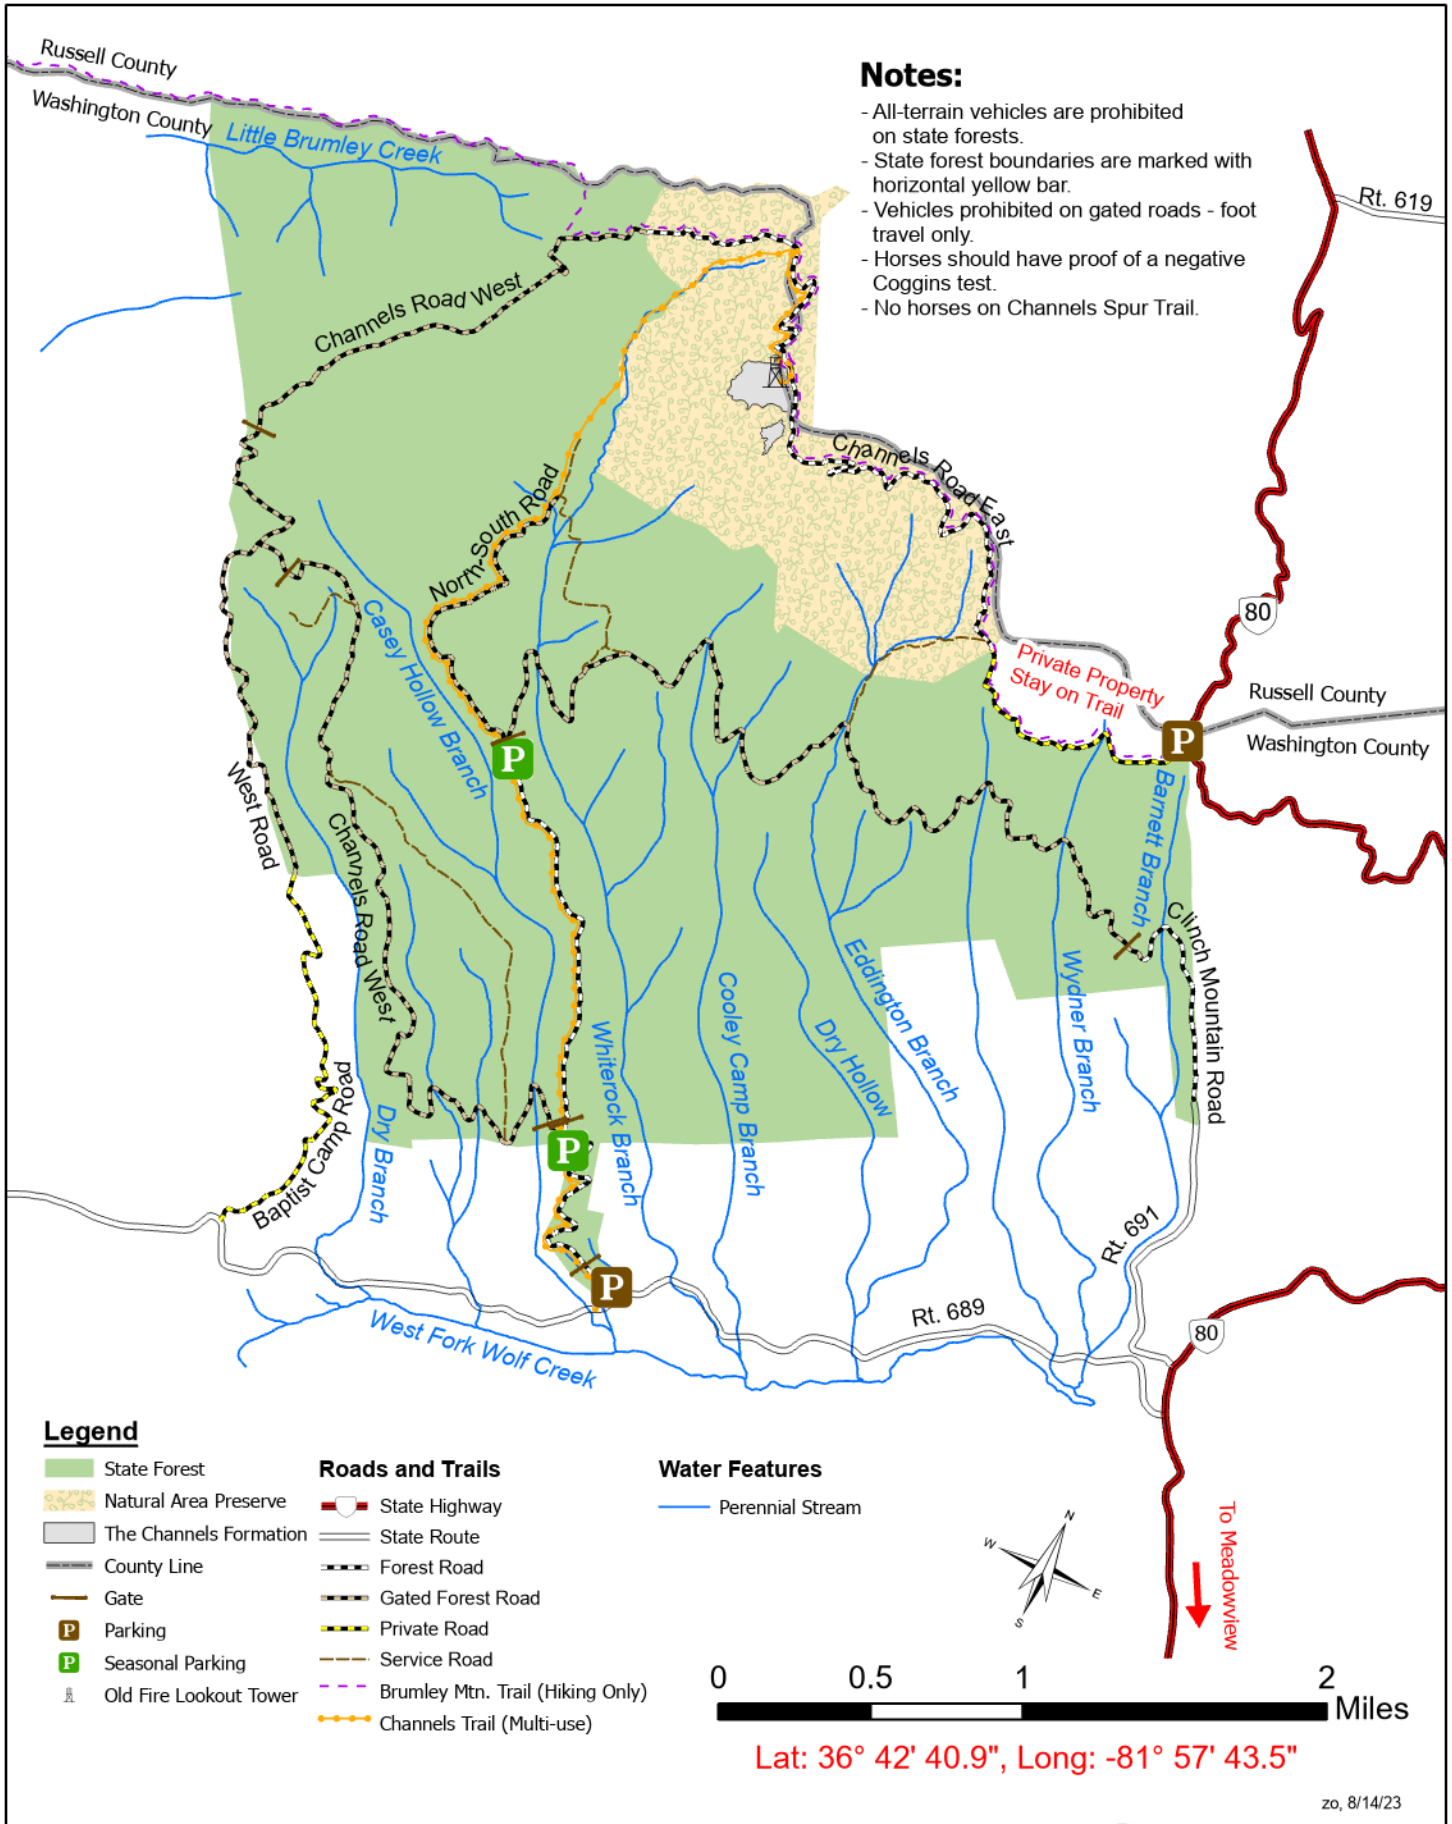 Russell County
Washington County
Little Brumley Creek
Notes:
- All-terrain vehicles are prohibited
on state forests.
- State forest boundaries are marked with
horizontal yellow bar.
- Vehicles prohibited on gated roads - foot
travel only.
- Horses should have proof of a negative
Coggins test.
- No horses on Channels Spur Trail.
Rt. 619
Channels Road West
Channels Road East
North-South Road
80
Casey Hollow Branch
Private Property
Stay on Trail
Russell County
P
Washington County
P
West Road
Channels Road West
Barnett Branch
Clinch Mountain Road
Eddington Branch
Wydner Branch
Cooley Camp Branch
Dry Hollow
Whiterock Branch
Baptist Camp Road
Dry Branch
P
Rt. 691
P
Rt. 689
80
West Fork Wolf Creek
Legend
State Forest
Natural Area Preserve
The Channels Formation
County Line
Gate
P Parking
P Seasonal Parking
Old Fire Lookout Tower
Roads and Trails
State Highway
State Route
Forest Road
Gated Forest Road
Private Road
Service Road
Brumley Mtn. Trail (Hiking Only)
Channels Trail (Multi-use)
Water Features
Perennial Stream
N
W
E
S
To Meadowview
0 0.5 1 2
Miles
Lat: 36° 42' 40.9", Long: -81° 57' 43.5"
zo, 8/14/23